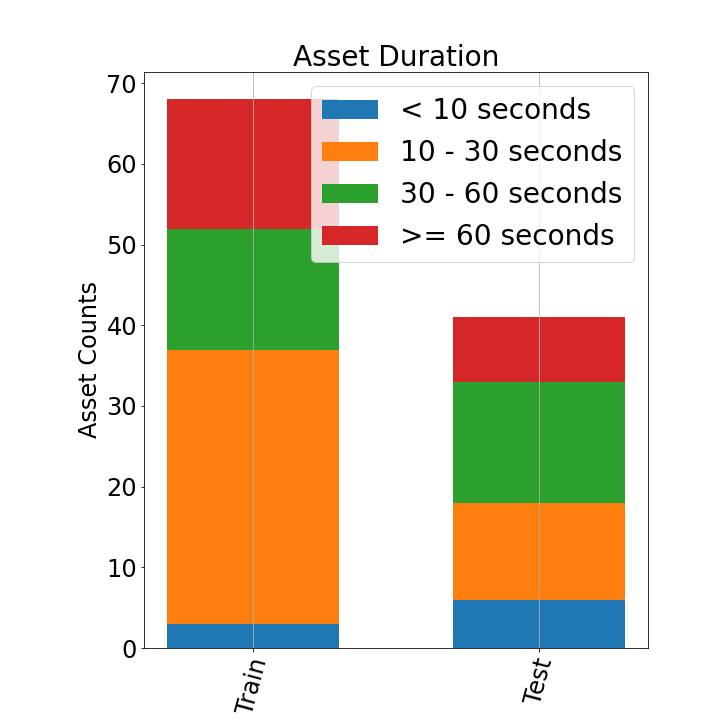 Asset Duration
70
60
50
40
30
20
10
0
Asset Counts
< 10 seconds
10 - 30 seconds
30 - 60 seconds
>= 60 seconds
Train
Test